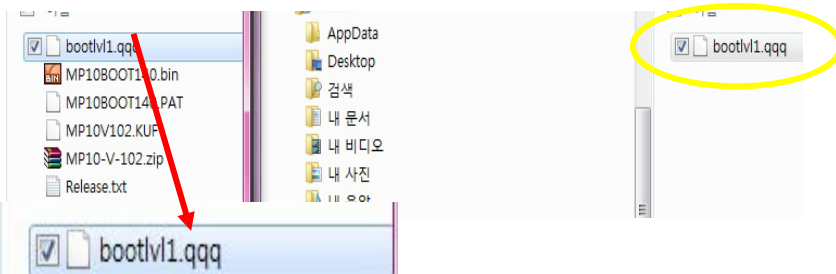 bootlvl1.qqq
MP10BOOT140.bin
MP10BOOT140.PAT
MP10V102.KUF
MP10-V-102.zip
Release.txt
AppData
Desktop
검색
내 문서
내 비디오
내 사진
bootlvl1.qqq
bootlvl1.qqq